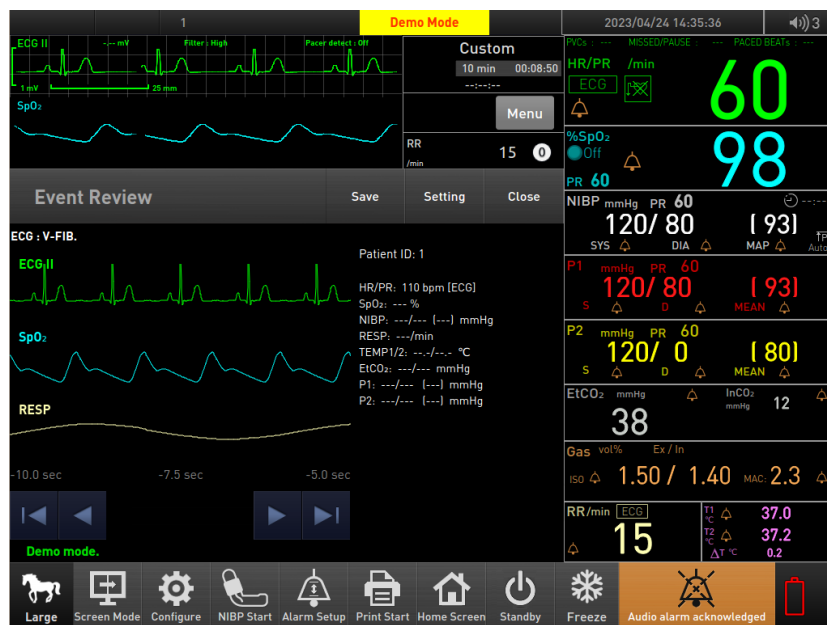 1
Demo Mode
2023/04/24 14:35:36
3
ECG II -.-- mV Filter : High Pacer detect : Off
1 mV 25 mm
SpO₂
Custom
10 min 00:08:50
--:--:--
Menu
RR
/min
15 0
PVCs : --- MISSED/PAUSE : --- PACED BEATs : ---
HR/PR /min
ECG
60
%SpO₂
Off
PR 60
98
Event Review
Save Setting Close
ECG : V-FIB.
ECG II
SpO₂
RESP
-10.0 sec -7.5 sec -5.0 sec
Demo mode.
Patient ID: 1
HR/PR: 110 bpm [ECG]
SpO₂: --- %
NIBP: ---/--- (---) mmHg
RESP: ---/min
TEMP1/2: --.-/--.- °C
EtCO₂: ---/--- mmHg
P1: ---/--- (---) mmHg
P2: ---/--- (---) mmHg
NIBP mmHg PR 60 --:--
120/ 80 ( 93)
SYS DIA MAP Auto
P1 mmHg PR 60
120/ 80 ( 93)
S D MEAN
P2 mmHg PR 60
120/ 0 ( 80)
S D MEAN
EtCO₂ mmHg
38
InCO₂
mmHg
12
Gas vol% Ex / In
ISO 1.50 / 1.40 MAC: 2.3
RR/min ECG
15
T1 °C 37.0
T2 °C 37.2
ΔT °C 0.2
Large
Screen Mode
Configure
NIBP Start
Alarm Setup
Print Start
Home Screen
Standby
Freeze
Audio alarm acknowledged